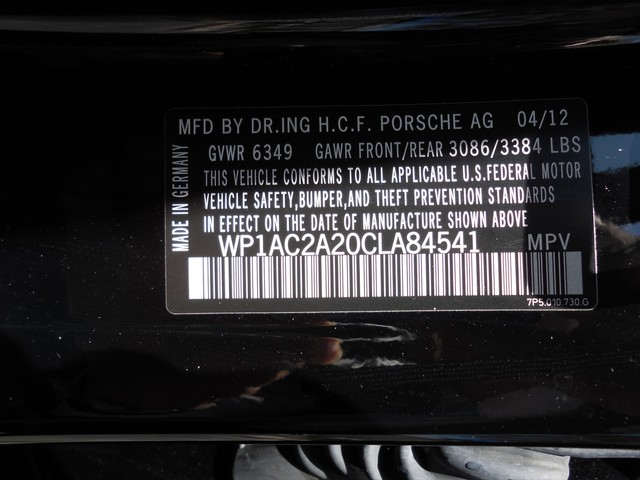 MFD BY DR.ING H.C.F. PORSCHE AG 04/12
GVWR 6349 GAWR FRONT/REAR 3086/3384 LBS
MADE IN GERMANY
THIS VEHICLE CONFORMS TO ALL APPLICABLE U.S.FEDERAL MOTOR
VEHICLE SAFETY,BUMPER,AND THEFT PREVENTION STANDARDS
IN EFFECT ON THE DATE OF MANUFACTURE SHOWN ABOVE
WP1AC2A20CLA84541 MPV
7P5.010.730.G